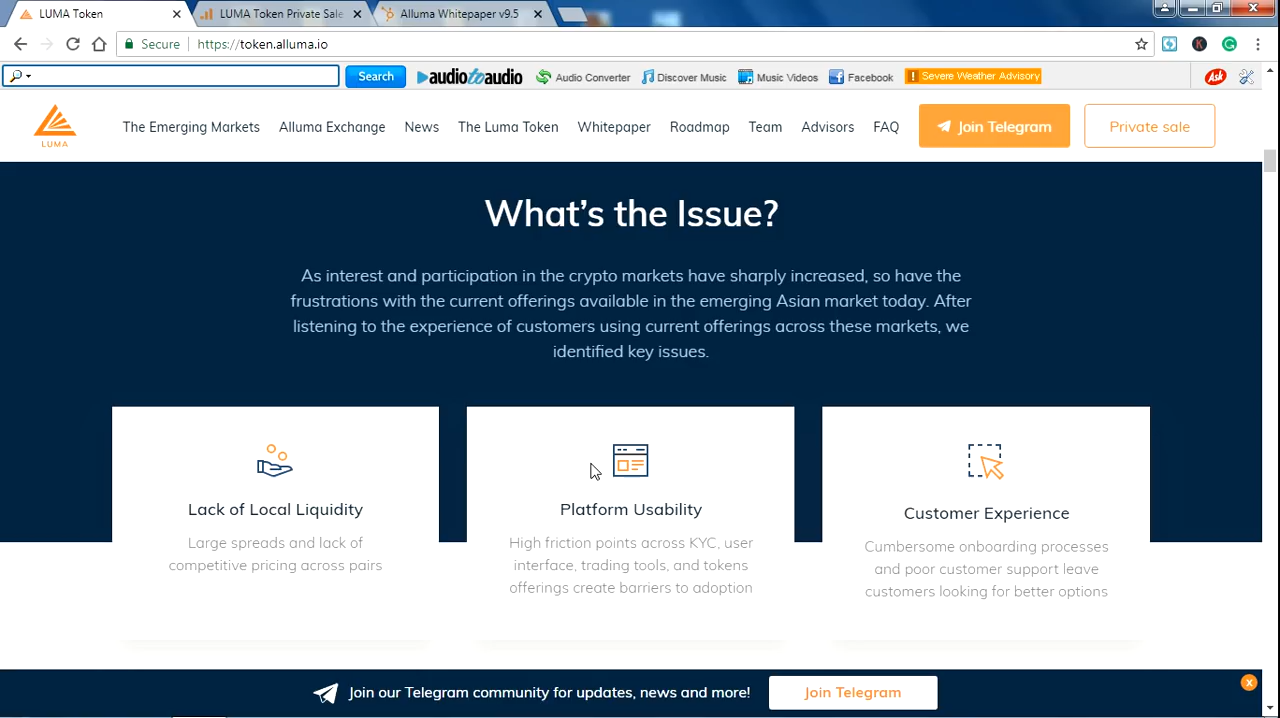 LUMA Token
LUMA Token Private Sale
Alluma Whitepaper v9.5
Secure
https://token.alluma.io
K
Search
audiotoaudio
Audio Converter
Discover Music
Music Videos
Facebook
Severe Weather Advisory
Ask
LUMA
The Emerging Markets
Alluma Exchange
News
The Luma Token
Whitepaper
Roadmap
Team
Advisors
FAQ
Join Telegram
Private sale
What's the Issue?
As interest and participation in the crypto markets have sharply increased, so have the
frustrations with the current offerings available in the emerging Asian market today. After
listening to the experience of customers using current offerings across these markets, we
identified key issues.
Lack of Local Liquidity
Large spreads and lack of
competitive pricing across pairs
Platform Usability
High friction points across KYC, user
interface, trading tools, and tokens
offerings create barriers to adoption
Customer Experience
Cumbersome onboarding processes
and poor customer support leave
customers looking for better options
Join our Telegram community for updates, news and more!
Join Telegram
x